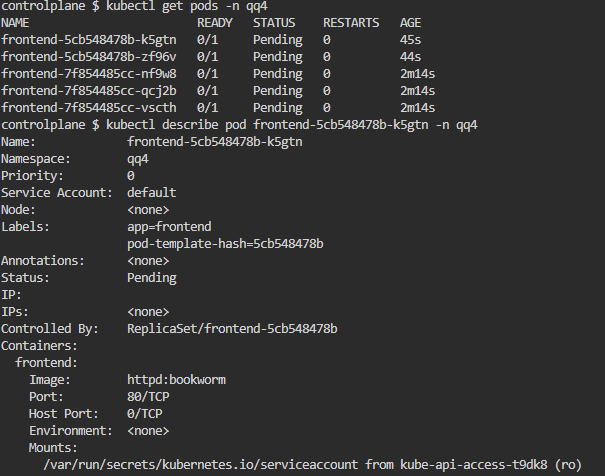 controlplane $ kubectl get pods -n qq4
NAME                        READY   STATUS    RESTARTS   AGE
frontend-5cb548478b-k5gtn   0/1     Pending   0          45s
frontend-5cb548478b-zf96v   0/1     Pending   0          44s
frontend-7f854485cc-nf9w8   0/1     Pending   0          2m14s
frontend-7f854485cc-qcj2b   0/1     Pending   0          2m14s
frontend-7f854485cc-vscth   0/1     Pending   0          2m14s
controlplane $ kubectl describe pod frontend-5cb548478b-k5gtn -n qq4
Name:             frontend-5cb548478b-k5gtn
Namespace:        qq4
Priority:         0
Service Account:  default
Node:             <none>
Labels:           app=frontend
                  pod-template-hash=5cb548478b
Annotations:      <none>
Status:           Pending
IP:
IPs:              <none>
Controlled By:    ReplicaSet/frontend-5cb548478b
Containers:
  frontend:
    Image:        httpd:bookworm
    Port:         80/TCP
    Host Port:    0/TCP
    Environment:  <none>
    Mounts:
      /var/run/secrets/kubernetes.io/serviceaccount from kube-api-access-t9dk8 (ro)